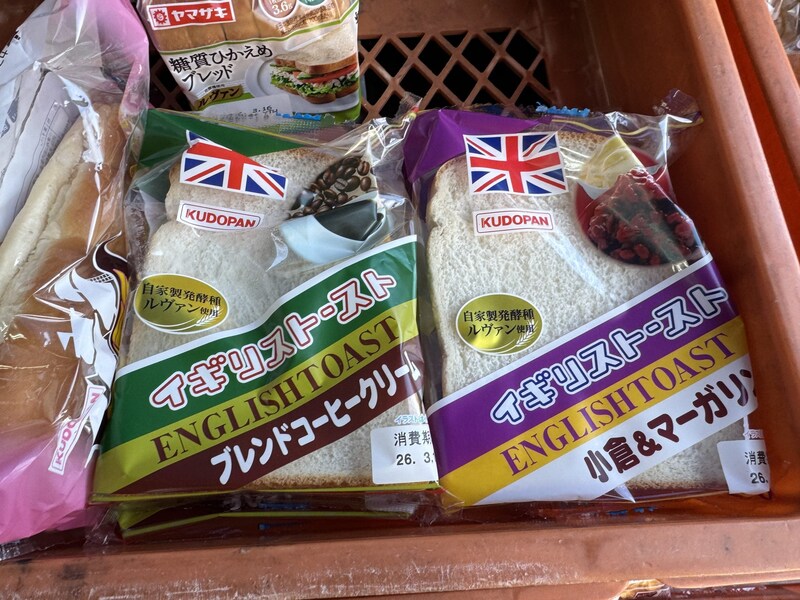 ヤマザキ
3.6g
糖質ひかえめ
ブレッド
ルヴァン
KUDOPAN
自家製発酵種
ルヴァン使用
イギリストースト
ENGLISHTOAST
ブレンドコーヒークリーム
消費期
26. 3.
KUDOPAN
自家製発酵種
ルヴァン使用
イギリストースト
ENGLISHTOAST
小倉&マーガリン
消費
26.
KUDOPAN